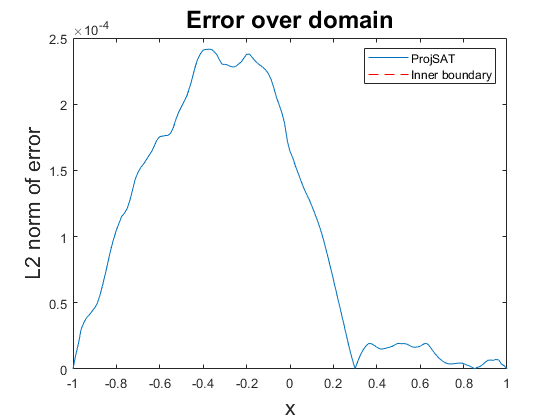 Error over domain
×10⁻⁴
ProjSAT
Inner boundary
2.5
2
1.5
1
0.5
0
L2 norm of error
-1 -0.8 -0.6 -0.4 -0.2 0 0.2 0.4 0.6 0.8 1
x